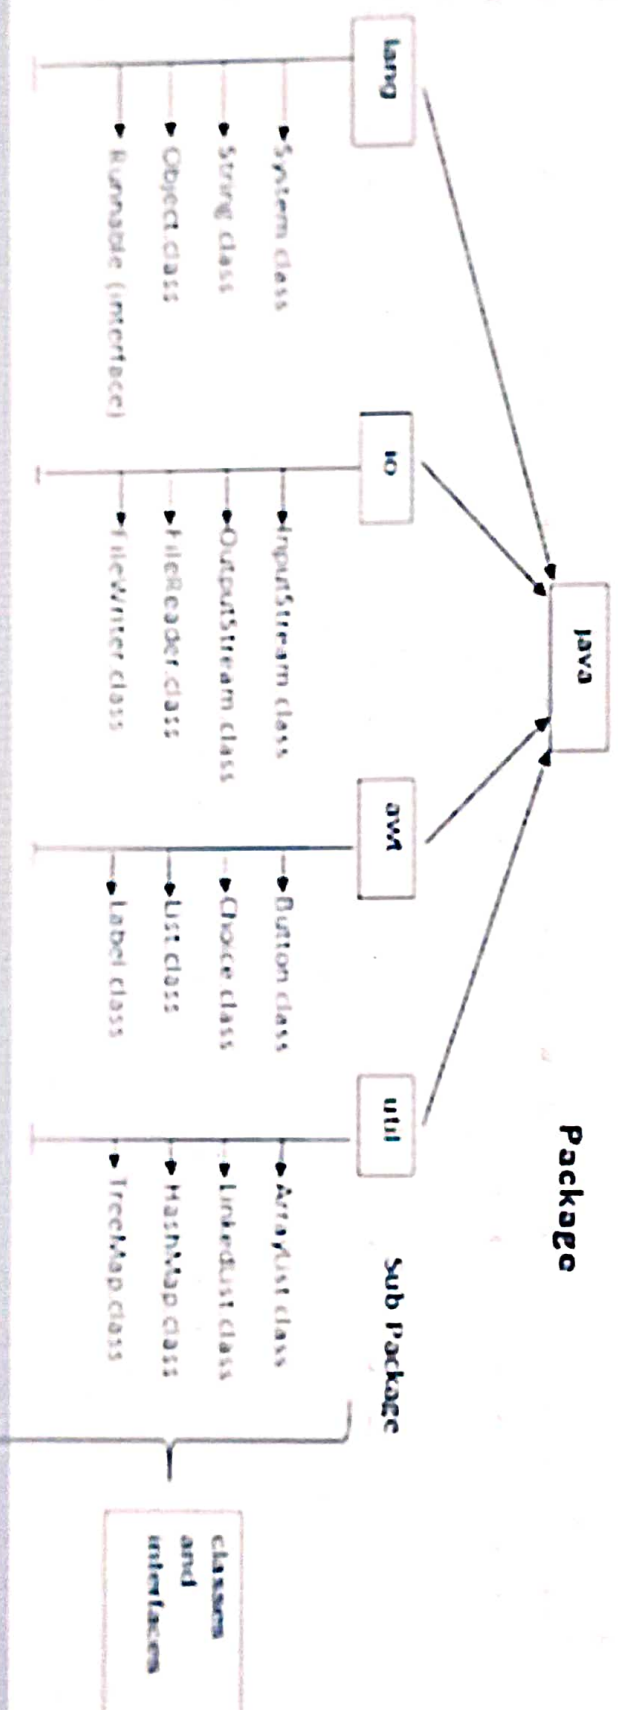 java
Package
lang
io
awt
util
Sub Package
System.class
String.class
Object.class
Runnable (interface)
InputStream.class
OutputStream.class
FileReader.class
FileWriter.class
Button.class
Choice.class
List.class
Label.class
ArrayList.class
LinkedList.class
HashMap.class
TreeMap.class
classes
and
interfaces